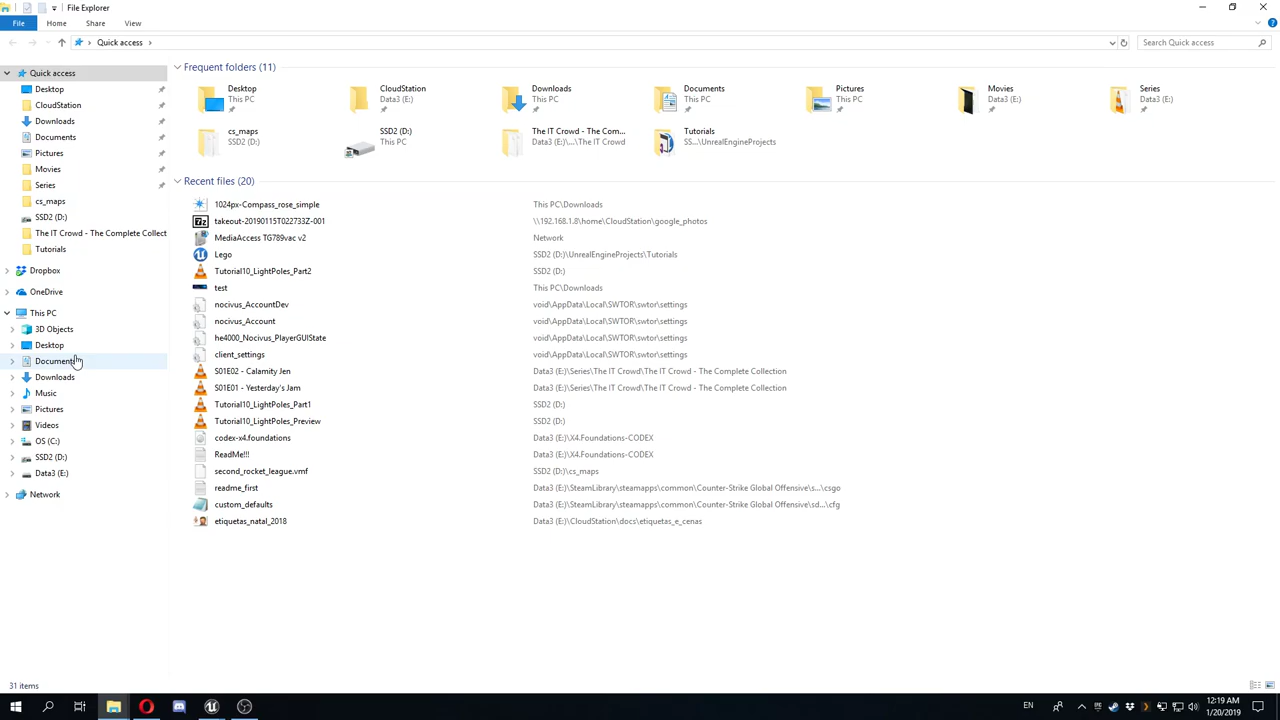 File Explorer
File
Home
Share
View
Quick access
Search Quick access
Quick access
Desktop
CloudStation
Downloads
Documents
Pictures
Movies
Series
cs_maps
SSD2 (D:)
The IT Crowd - The Complete Collect
Tutorials
Dropbox
OneDrive
This PC
3D Objects
Desktop
Documents
Downloads
Music
Pictures
Videos
OS (C:)
SSD2 (D:)
Data3 (E:)
Network
Frequent folders (11)
Desktop
This PC
CloudStation
Data3 (E:)
Downloads
This PC
Documents
This PC
Pictures
This PC
Movies
Data3 (E:)
Series
Data3 (E:)
cs_maps
SSD2 (D:)
SSD2 (D:)
This PC
The IT Crowd - The Com...
Data3 (E:)\...\The IT Crowd
Tutorials
SS...\UnrealEngineProjects
Recent files (20)
1024px-Compass_rose_simple This PC\Downloads
takeout-20190115T022733Z-001 \\192.168.1.8\home\CloudStation\google_photos
MediaAccess TG789vac v2 Network
Lego SSD2 (D:)\UnrealEngineProjects\Tutorials
Tutorial10_LightPoles_Part2 SSD2 (D:)
test This PC\Downloads
nocivus_AccountDev void\AppData\Local\SWTOR\swtor\settings
nocivus_Account void\AppData\Local\SWTOR\swtor\settings
he4000_Nocivus_PlayerGUIState void\AppData\Local\SWTOR\swtor\settings
client_settings void\AppData\Local\SWTOR\swtor\settings
S01E02 - Calamity Jen Data3 (E:)\Series\The IT Crowd\The IT Crowd - The Complete Collection
S01E01 - Yesterday's Jam Data3 (E:)\Series\The IT Crowd\The IT Crowd - The Complete Collection
Tutorial10_LightPoles_Part1 SSD2 (D:)
Tutorial10_LightPoles_Preview SSD2 (D:)
codex-x4.foundations Data3 (E:)\X4.Foundations-CODEX
ReadMe!!! Data3 (E:)\X4.Foundations-CODEX
second_rocket_league.vmf SSD2 (D:)\cs_maps
readme_first Data3 (E:)\SteamLibrary\steamapps\common\Counter-Strike Global Offensive\s...\csgo
custom_defaults Data3 (E:)\SteamLibrary\steamapps\common\Counter-Strike Global Offensive\sd...\cfg
etiquetas_natal_2018 Data3 (E:)\CloudStation\docs\etiquetas_e_cenas
31 items
EN
12:19 AM
1/20/2019